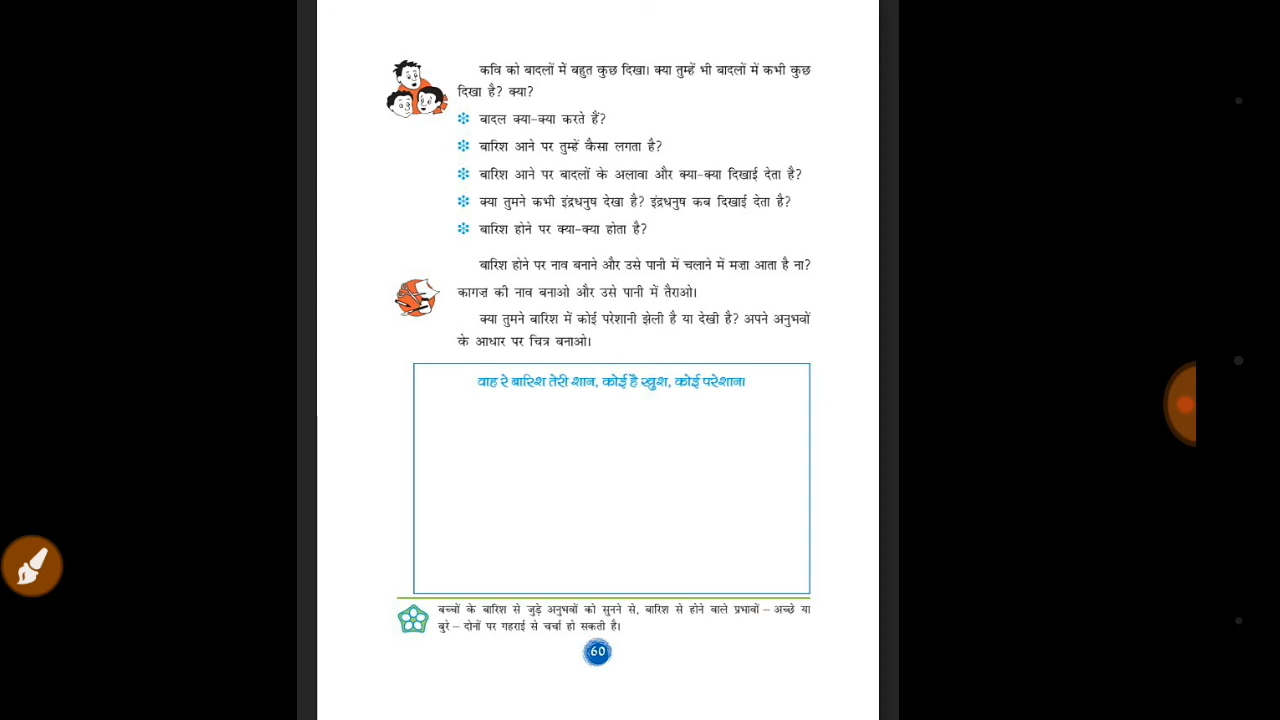 कवि को बादलों में बहुत कुछ दिखा। क्या तुम्हें भी बादलों में कभी कुछ
दिखा है? क्या?
बादल क्या-क्या करते हैं?
बारिश आने पर तुम्हें कैसा लगता है?
बारिश आने पर बादलों के अलावा और क्या-क्या दिखाई देता है?
क्या तुमने कभी इंद्रधनुष देखा है? इंद्रधनुष कब दिखाई देता है?
बारिश होने पर क्या-क्या होता है?
बारिश होने पर नाव बनाने और उसे पानी में चलाने में मज़ा आता है ना?
कागज़ की नाव बनाओ और उसे पानी में तैराओ।
क्या तुमने बारिश में कोई परेशानी झेली है या देखी है? अपने अनुभवों
के आधार पर चित्र बनाओ।
वाह रे बारिश तेरी शान, कोई है खुश, कोई परेशान।
बच्चों के बारिश से जुड़े अनुभवों को सुनने से, बारिश से होने वाले प्रभावों – अच्छे या
बुरे – दोनों पर गहराई से चर्चा हो सकती है।
60